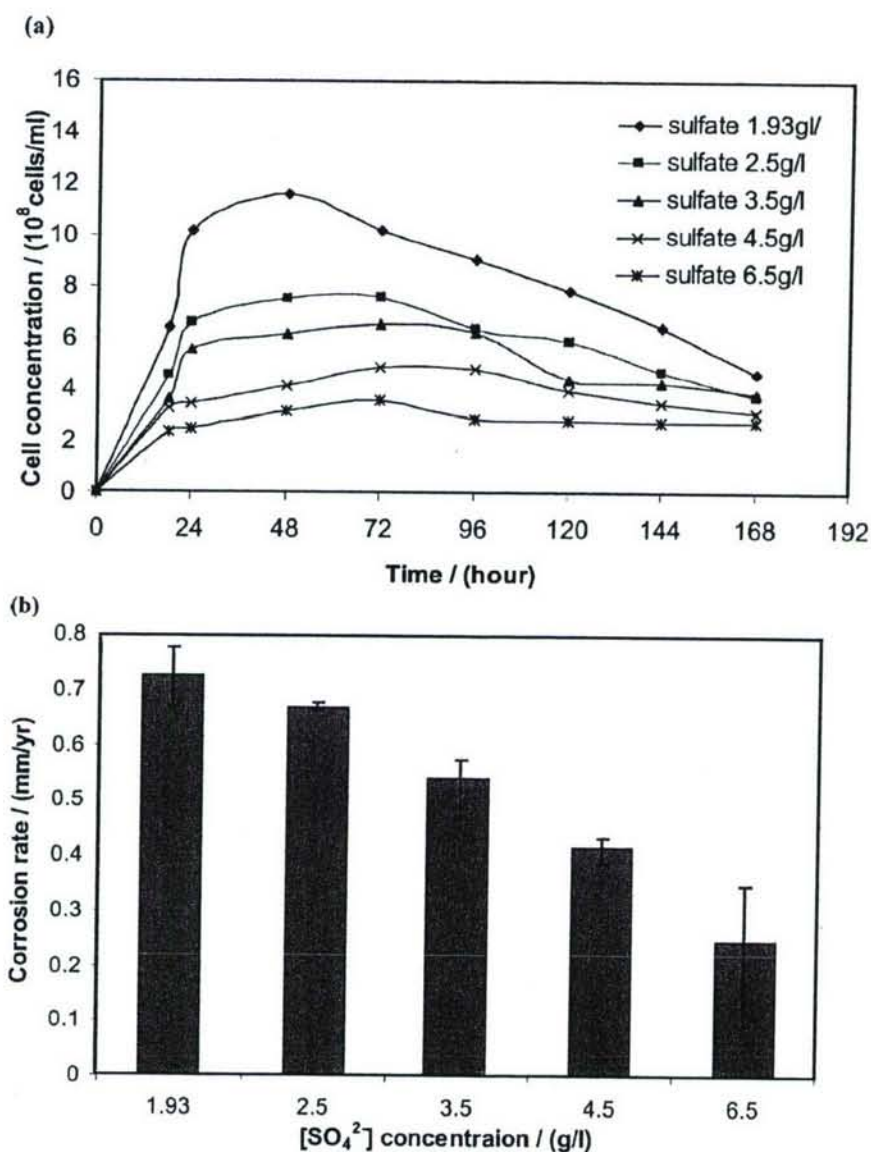 (a)
16
14
12
10
8
6
4
2
0
Cell concentration / (10⁸cells/ml)
sulfate 1.93gl/
sulfate 2.5g/l
sulfate 3.5g/l
sulfate 4.5g/l
sulfate 6.5g/l
0 24 48 72 96 120 144 168 192
Time / (hour)
(b)
0.8
0.7
0.6
0.5
0.4
0.3
0.2
0.1
0
Corrosion rate / (mm/yr)
1.93 2.5 3.5 4.5 6.5
[SO₄²⁻] concentraion / (g/l)